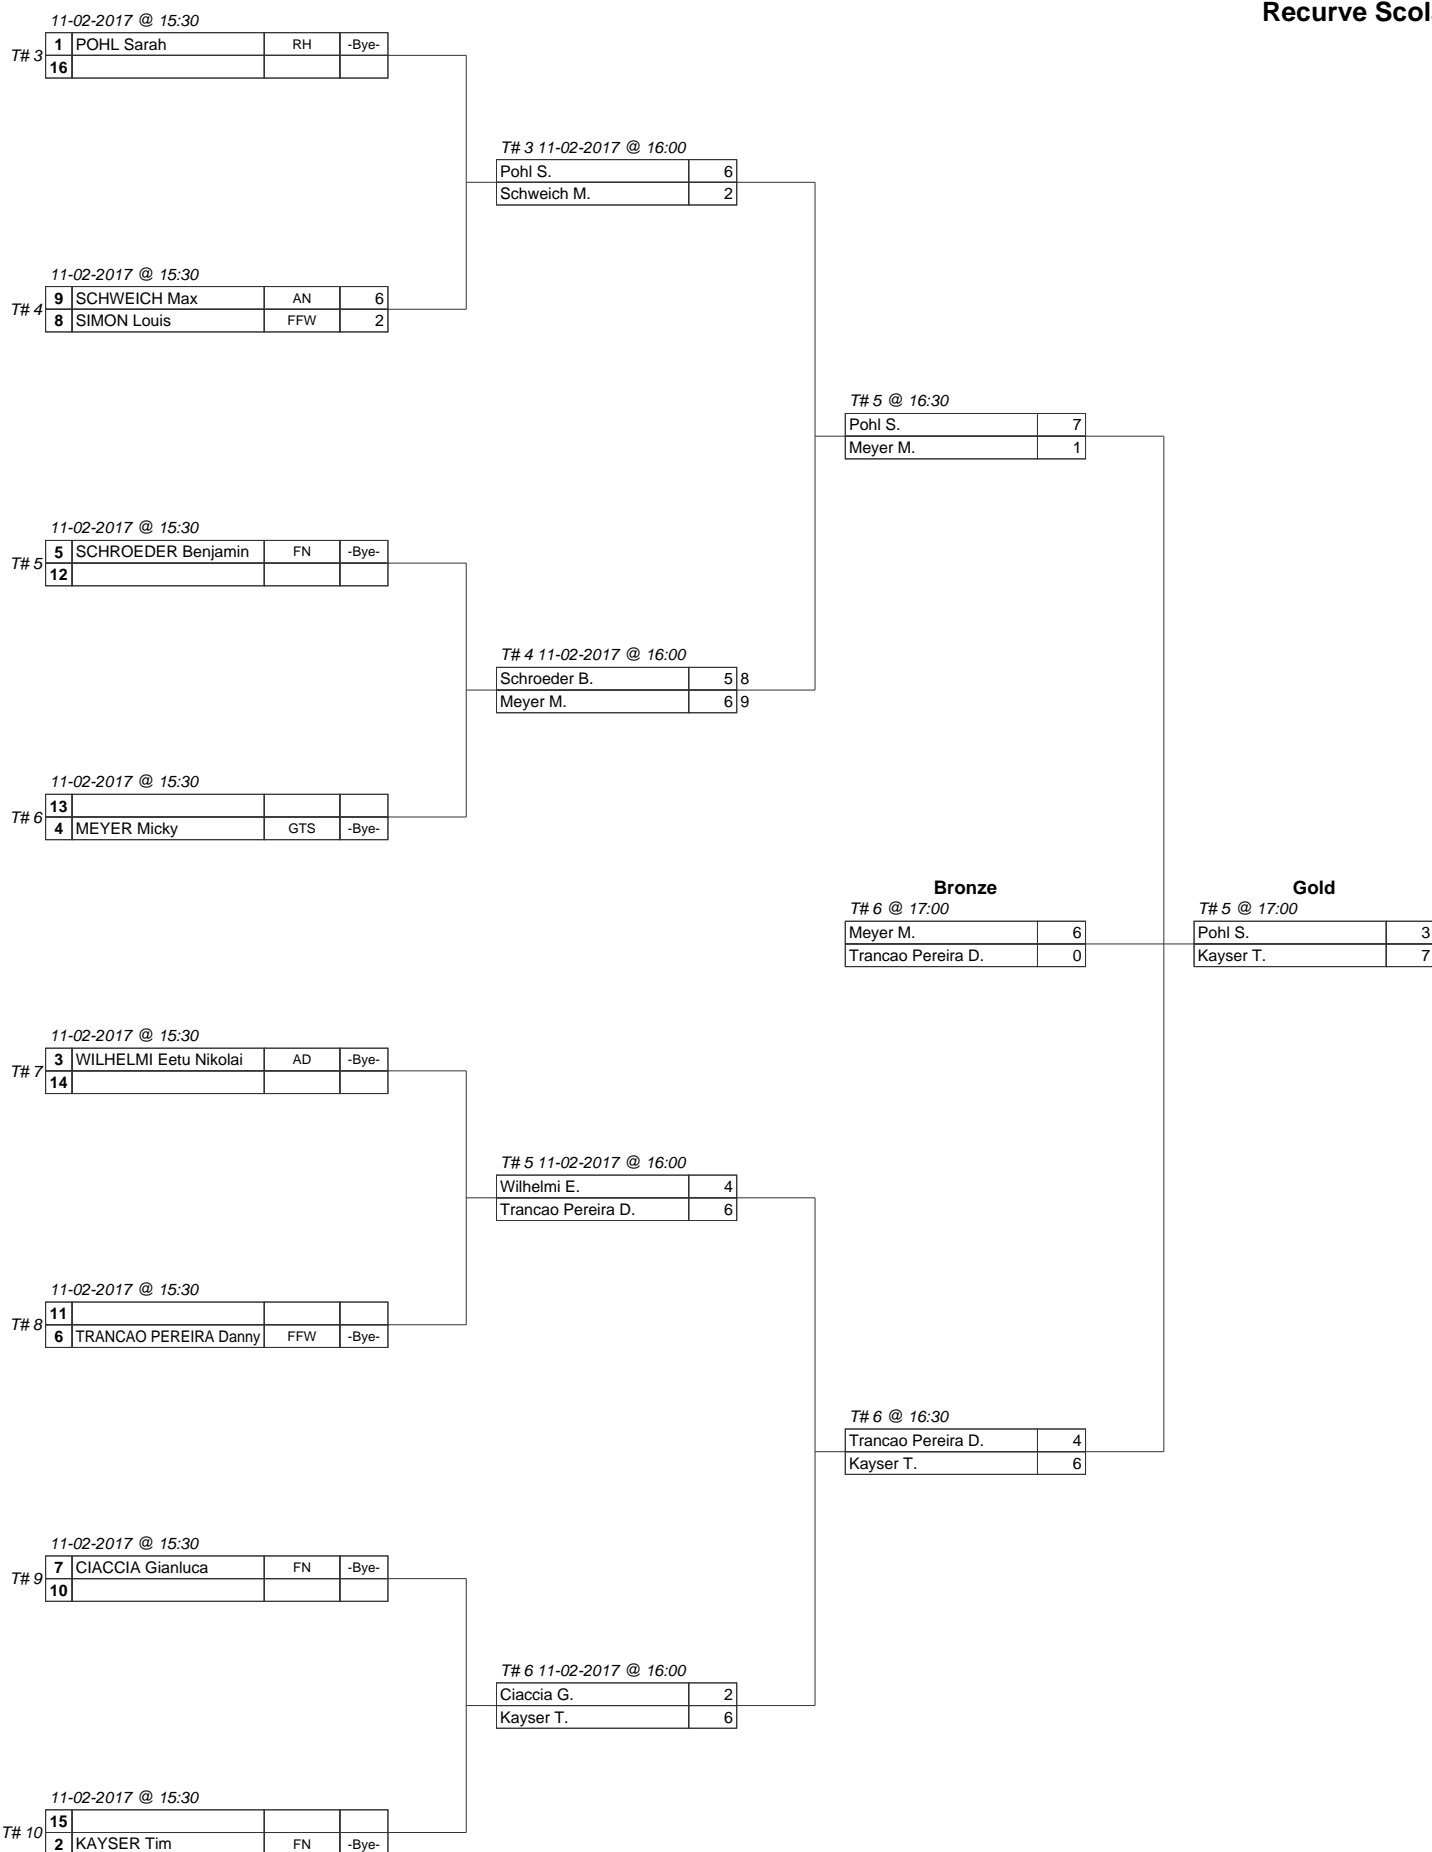 Recurve Scol
11-02-2017 @ 15:30
T# 3
1 POHL Sarah RH -Bye-
16
T# 3 11-02-2017 @ 16:00
Pohl S. 6
Schweich M. 2
11-02-2017 @ 15:30
T# 4
9 SCHWEICH Max AN 6
8 SIMON Louis FFW 2
T# 5 @ 16:30
Pohl S. 7
Meyer M. 1
11-02-2017 @ 15:30
T# 5
5 SCHROEDER Benjamin FN -Bye-
12
T# 4 11-02-2017 @ 16:00
Schroeder B. 5 8
Meyer M. 6 9
11-02-2017 @ 15:30
T# 6
13
4 MEYER Micky GTS -Bye-
Bronze
T# 6 @ 17:00
Meyer M. 6
Trancao Pereira D. 0
Gold
T# 5 @ 17:00
Pohl S. 3
Kayser T. 7
11-02-2017 @ 15:30
T# 7
3 WILHELMI Eetu Nikolai AD -Bye-
14
T# 5 11-02-2017 @ 16:00
Wilhelmi E. 4
Trancao Pereira D. 6
11-02-2017 @ 15:30
T# 8
11
6 TRANCAO PEREIRA Danny FFW -Bye-
T# 6 @ 16:30
Trancao Pereira D. 4
Kayser T. 6
11-02-2017 @ 15:30
T# 9
7 CIACCIA Gianluca FN -Bye-
10
T# 6 11-02-2017 @ 16:00
Ciaccia G. 2
Kayser T. 6
11-02-2017 @ 15:30
T# 10
15
2 KAYSER Tim FN -Bye-